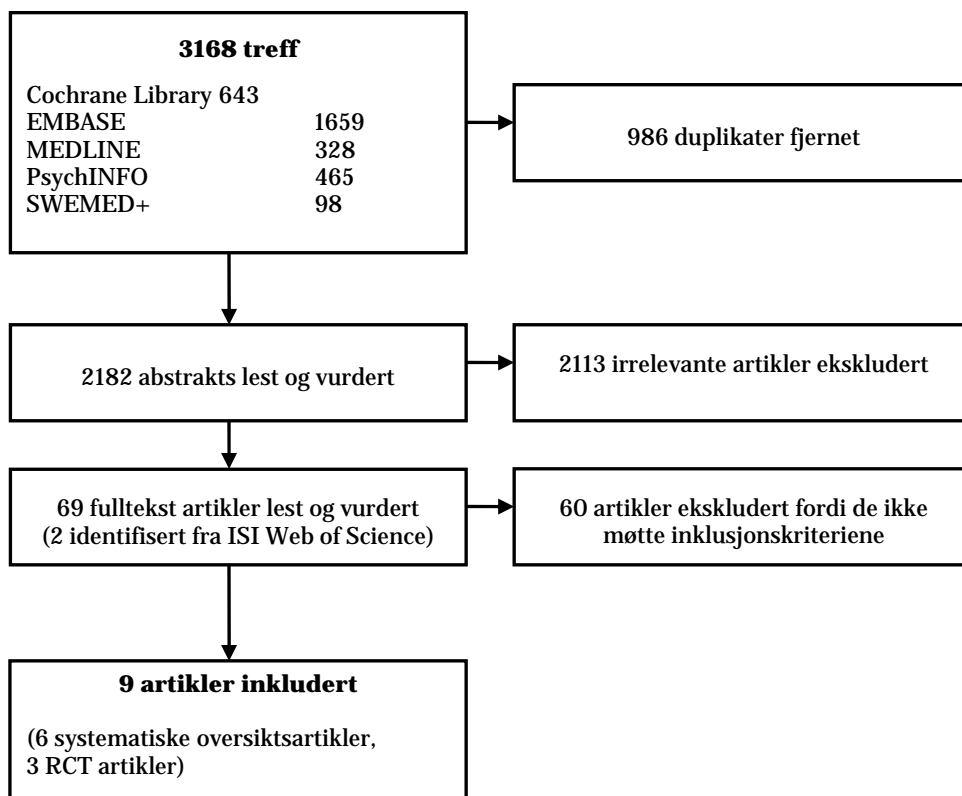 3168 treff
Cochrane Library 643
EMBASE 1659
MEDLINE 328
PsychINFO 465
SWEMED+ 98
986 duplikater fjernet
2182 abstrakts lest og vurdert
2113 irrelevante artikler ekskludert
69 fulltekst artikler lest og vurdert
(2 identifisert fra ISI Web of Science)
60 artikler ekskludert fordi de ikke
møtte inklusjonskriteriene
9 artikler inkludert
(6 systematiske oversiktsartikler,
3 RCT artikler)